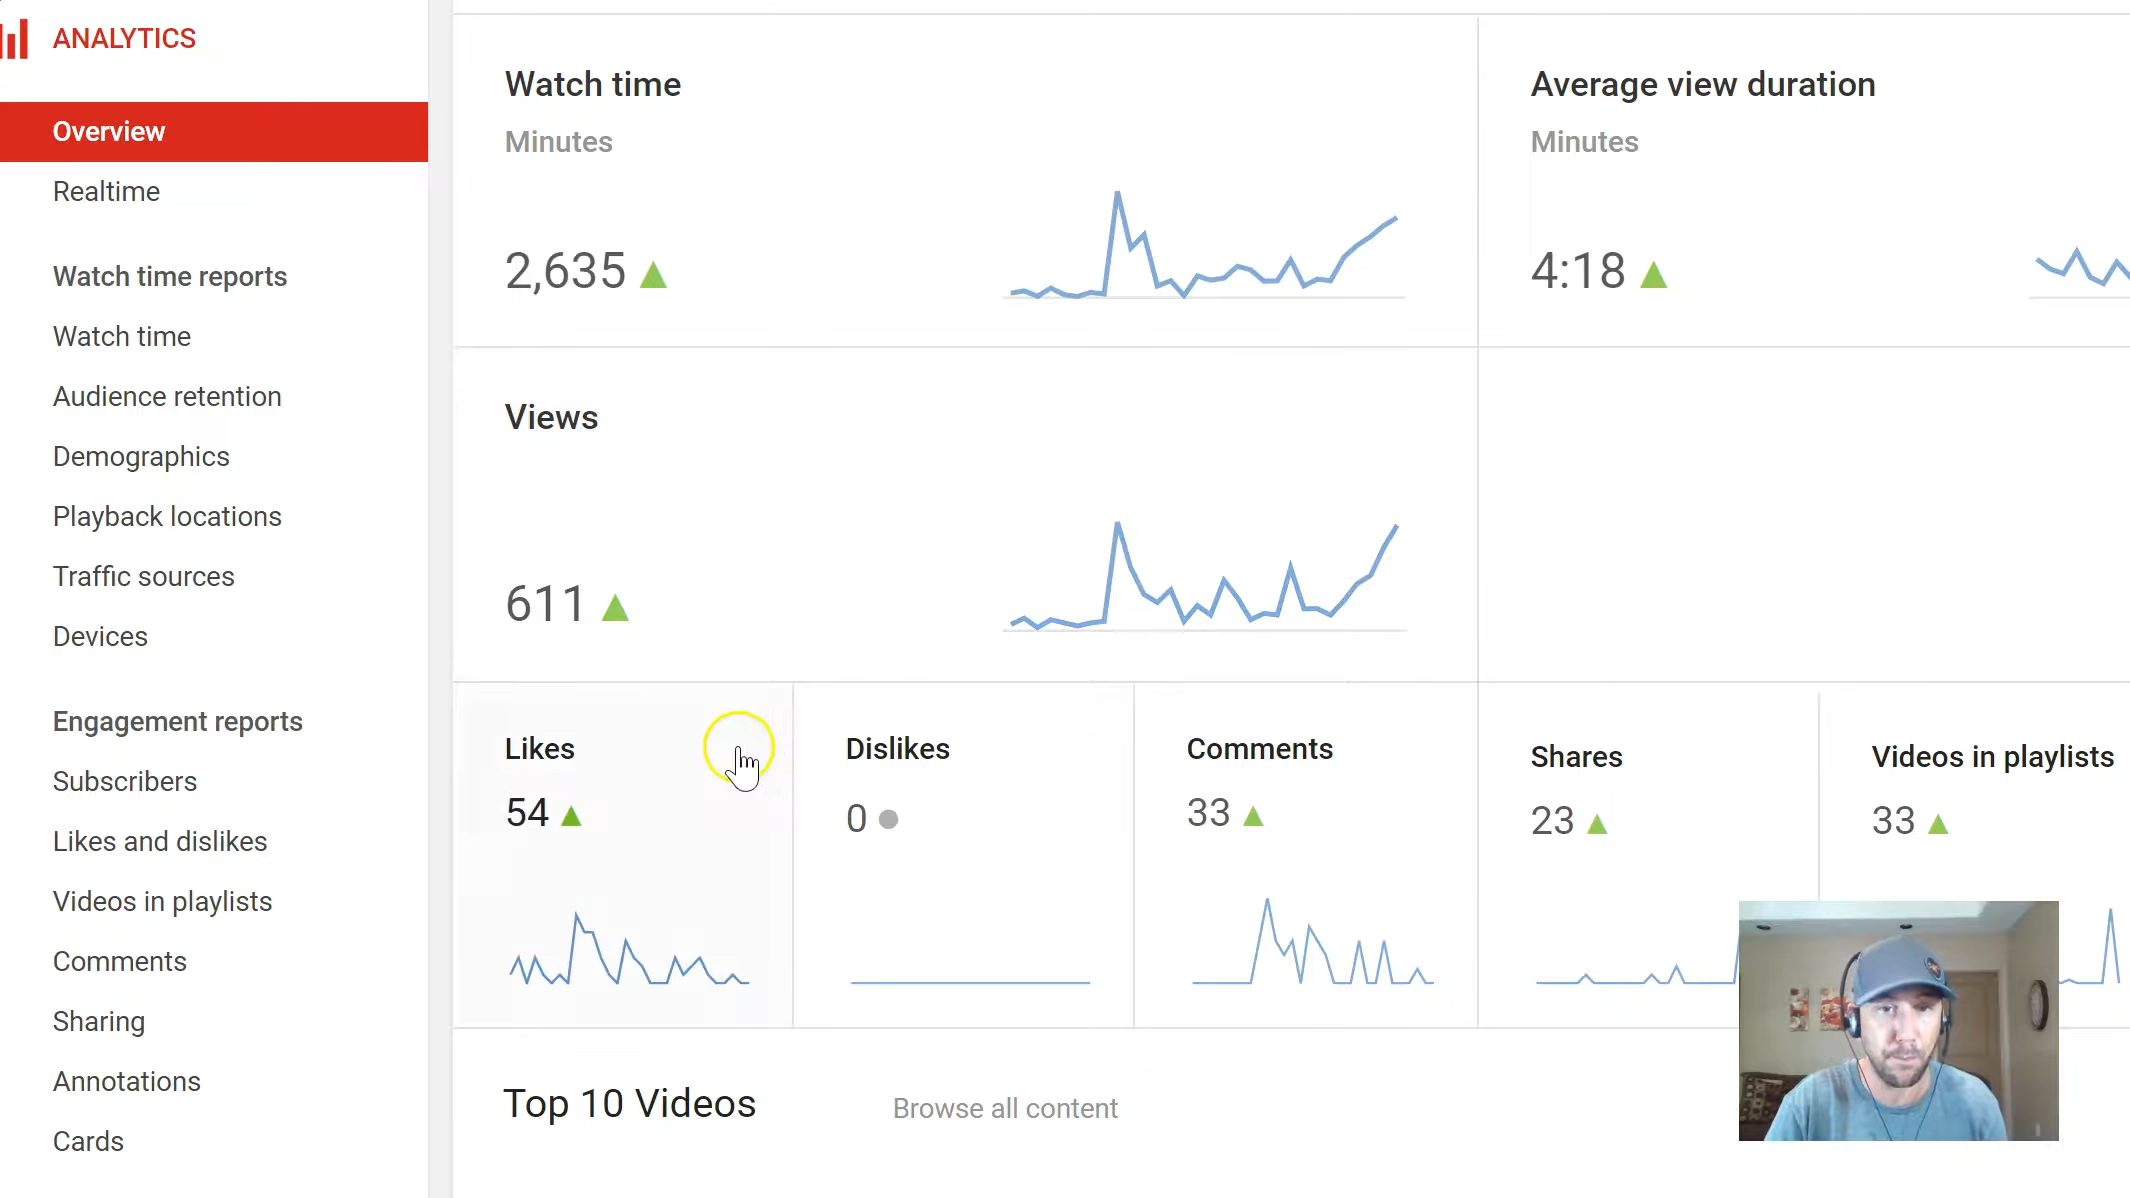 ANALYTICS
Overview
Realtime
Watch time reports
Watch time
Audience retention
Demographics
Playback locations
Traffic sources
Devices
Engagement reports
Subscribers
Likes and dislikes
Videos in playlists
Comments
Sharing
Annotations
Cards
Watch time
Minutes
2,635
Average view duration
Minutes
4:18
Views
611
Likes
54
Dislikes
0
Comments
33
Shares
23
Videos in playlists
33
Top 10 Videos
Browse all content